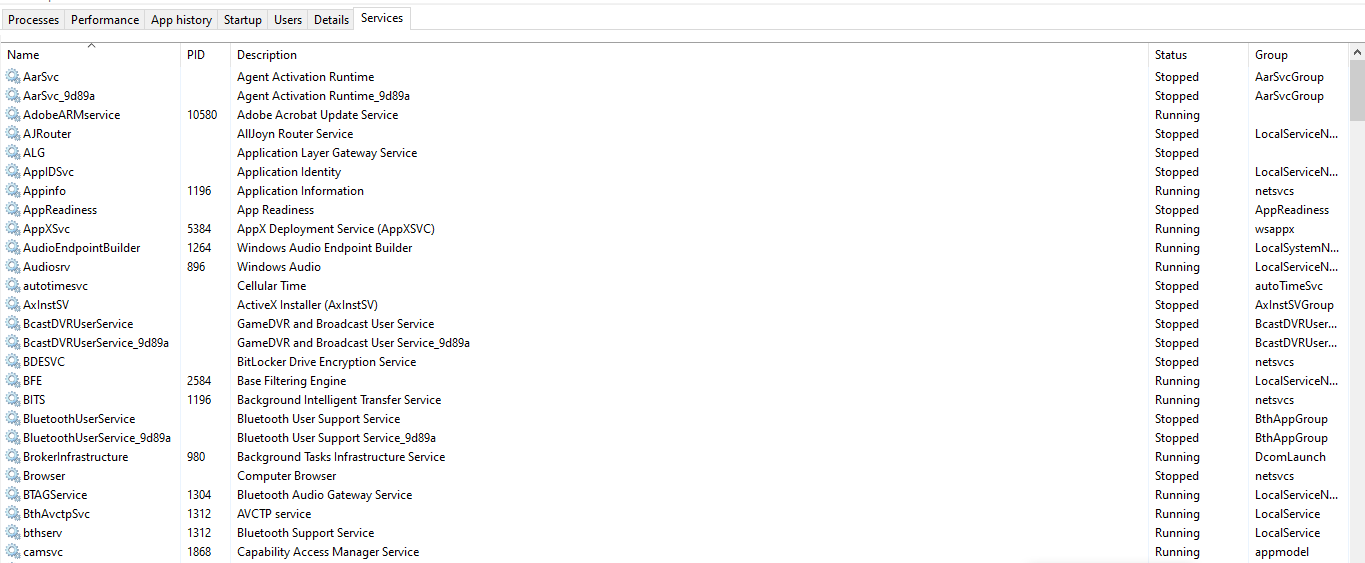 Processes Performance App history Startup Users Details Services
Name PID Description Status Group
AarSvc Agent Activation Runtime Stopped AarSvcGroup
AarSvc_9d89a Agent Activation Runtime_9d89a Stopped AarSvcGroup
AdobeARMservice 10580 Adobe Acrobat Update Service Running
AJRouter AllJoyn Router Service Stopped LocalServiceN...
ALG Application Layer Gateway Service Stopped
AppIDSvc Application Identity Stopped LocalServiceN...
Appinfo 1196 Application Information Running netsvcs
AppReadiness App Readiness Stopped AppReadiness
AppXSvc 5384 AppX Deployment Service (AppXSVC) Running wsappx
AudioEndpointBuilder 1264 Windows Audio Endpoint Builder Running LocalSystemN...
Audiosrv 896 Windows Audio Running LocalServiceN...
autotimesvc Cellular Time Stopped autoTimeSvc
AxInstSV ActiveX Installer (AxInstSV) Stopped AxInstSVGroup
BcastDVRUserService GameDVR and Broadcast User Service Stopped BcastDVRUser...
BcastDVRUserService_9d89a GameDVR and Broadcast User Service_9d89a Stopped BcastDVRUser...
BDESVC BitLocker Drive Encryption Service Stopped netsvcs
BFE 2584 Base Filtering Engine Running LocalServiceN...
BITS 1196 Background Intelligent Transfer Service Running netsvcs
BluetoothUserService Bluetooth User Support Service Stopped BthAppGroup
BluetoothUserService_9d89a Bluetooth User Support Service_9d89a Stopped BthAppGroup
BrokerInfrastructure 980 Background Tasks Infrastructure Service Running DcomLaunch
Browser Computer Browser Stopped netsvcs
BTAGService 1304 Bluetooth Audio Gateway Service Running LocalServiceN...
BthAvctpSvc 1312 AVCTP service Running LocalService
bthserv 1312 Bluetooth Support Service Running LocalService
camsvc 1868 Capability Access Manager Service Running appmodel